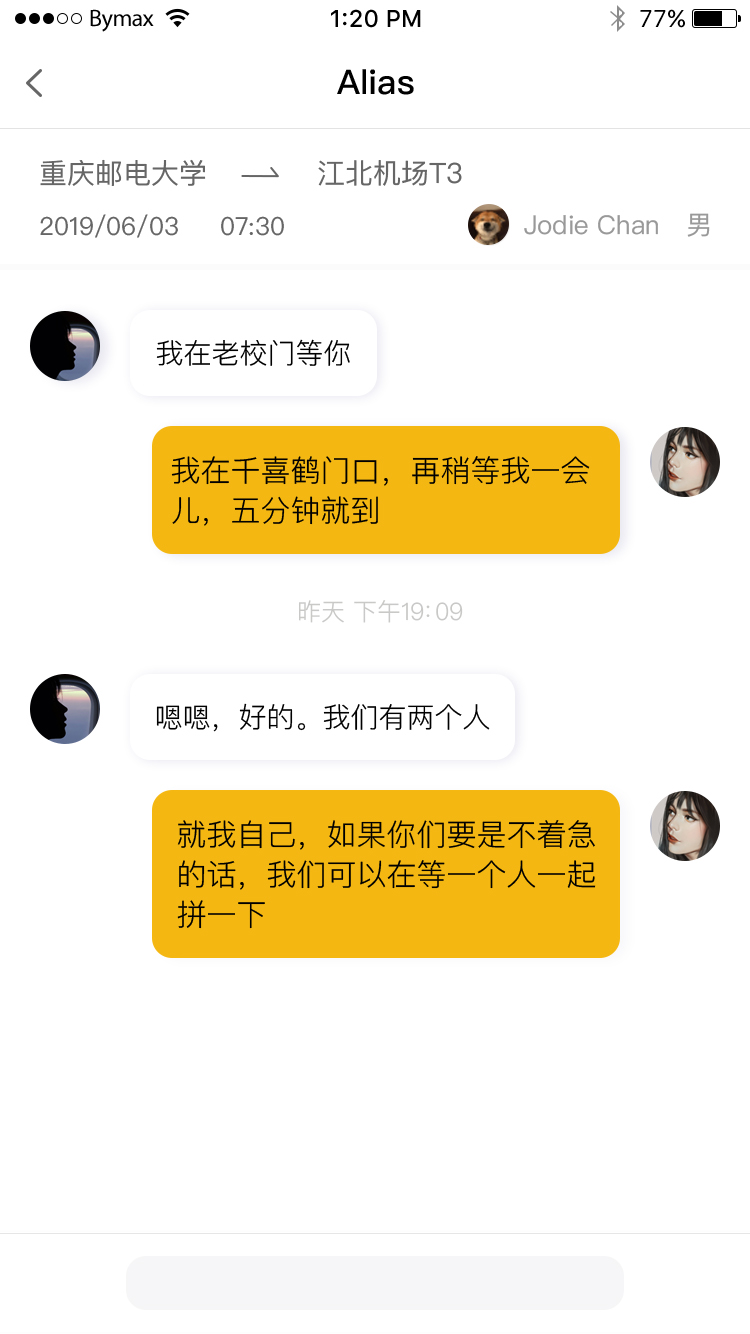 Bymax 1:20 PM 77%
Alias
重庆邮电大学 江北机场T3
2019/06/03 07:30 Jodie Chan 男
我在老校门等你
我在千喜鹤门口，再稍等我一会
儿，五分钟就到
昨天 下午19:09
嗯嗯，好的。我们有两个人
就我自己，如果你们要是不着急
的话，我们可以在等一个人一起
拼一下